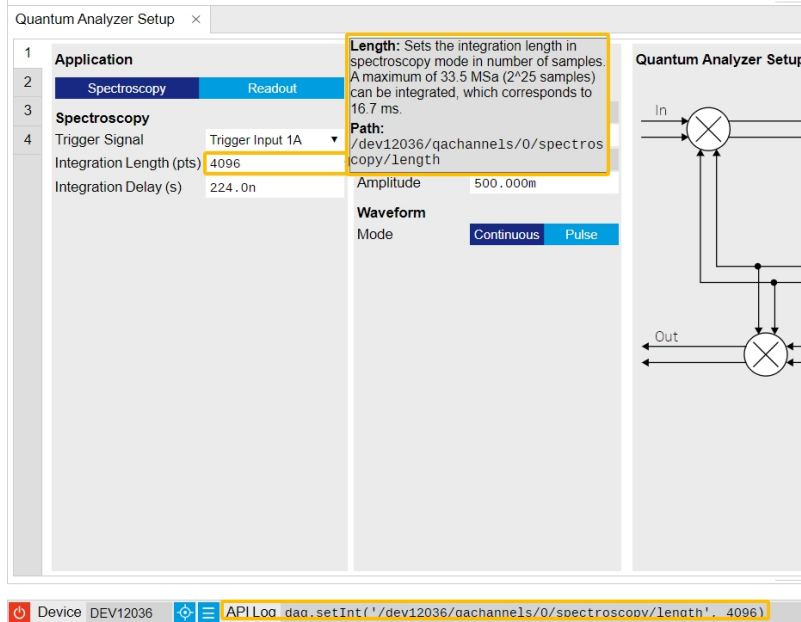 Quantum Analyzer Setup ×
1
2
3
4
Application
Spectroscopy Readout
Spectroscopy
Trigger Signal Trigger Input 1A
Integration Length (pts) 4096
Integration Delay (s) 224.0n
Length: Sets the integration length in
spectroscopy mode in number of samples.
A maximum of 33.5 MSa (2^25 samples)
can be integrated, which corresponds to
16.7 ms.
Path:
/dev12036/qachannels/0/spectros
copy/length
Amplitude 500.000m
Waveform
Mode Continuous Pulse
Quantum Analyzer Setup
In
Out
Device DEV12036 API Log daq.setInt('/dev12036/qachannels/0/spectroscopy/length', 4096)